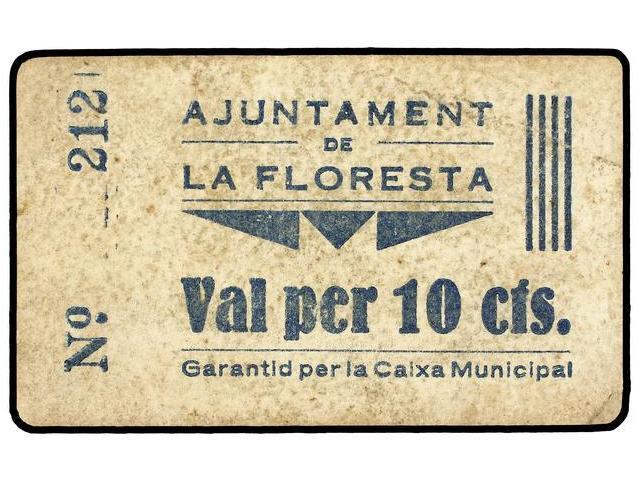 Nº 212
AJUNTAMENT
DE
LA FLORESTA
Val per 10 cts.
Garantid per la Caixa Municipal